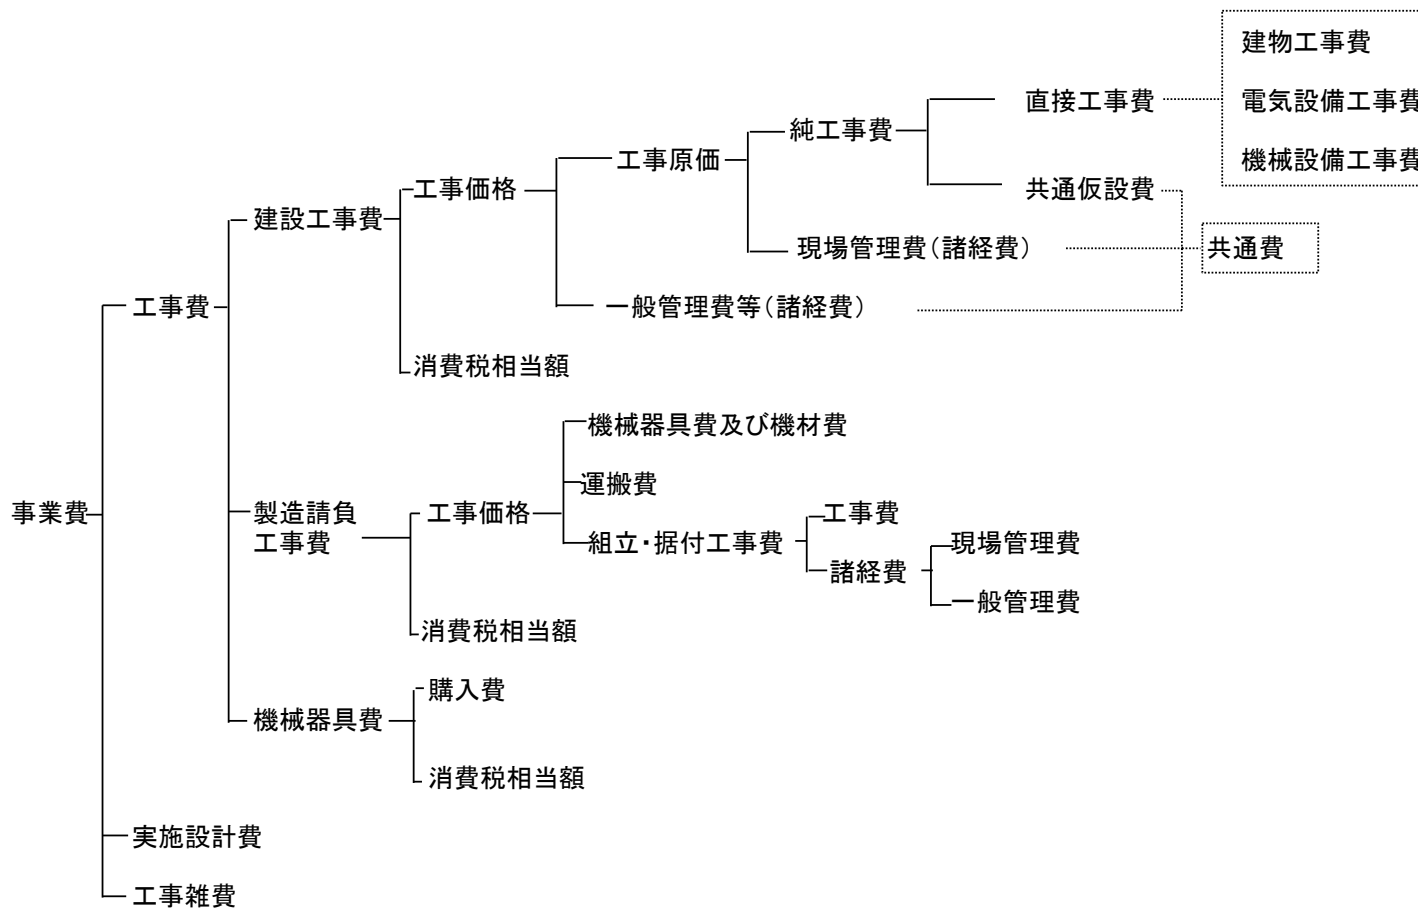 建物工事費
直接工事費
電気設備工事費
純工事費
工事原価
機械設備工事費
工事価格
共通仮設費
建設工事費
現場管理費(諸経費)
共通費
工事費
一般管理費等(諸経費)
消費税相当額
機械器具費及び機材費
運搬費
事業費
製造請負
工事費
工事価格
工事費
組立・据付工事費
現場管理費
諸経費
一般管理費
消費税相当額
購入費
機械器具費
消費税相当額
実施設計費
工事雑費